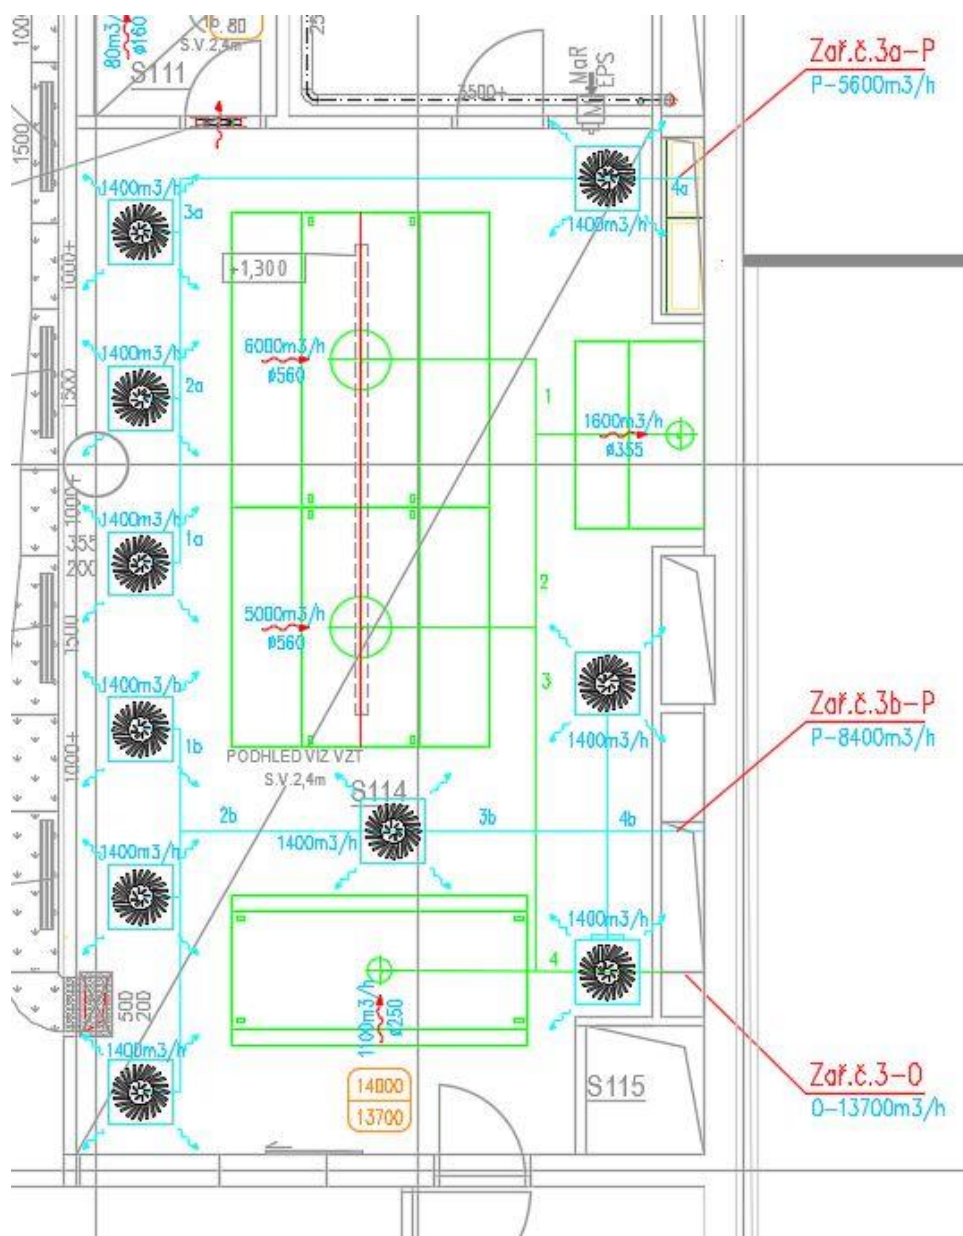 80
S.V.2,4m
80m3/
ø160
S111
3500+
MaR
EPS
M
Zař.č.3a-P
P-5600m3/h
1500
1400m3/h
3a
4a
1400m3/h
1000+
+1,300
6000m3/h
ø560
1
1400m3/h
2a
1500
1600m3/h
ø355
1400m3/h
1000+
1a
200
2
5000m3/h
ø560
1500
3
1400m3/h
1b
1400m3/h
Zař.č.3b-P
P-8400m3/h
1000+
PODHLED VIZ VZT
S.V.2,4m
S114
2b
1400m3/h
3b
4b
1400m3/h
1400m3/h
4
500
200
1100m3/h
ø250
1400m3/h
14000
13700
S115
Zař.č.3-O
O-13700m3/h